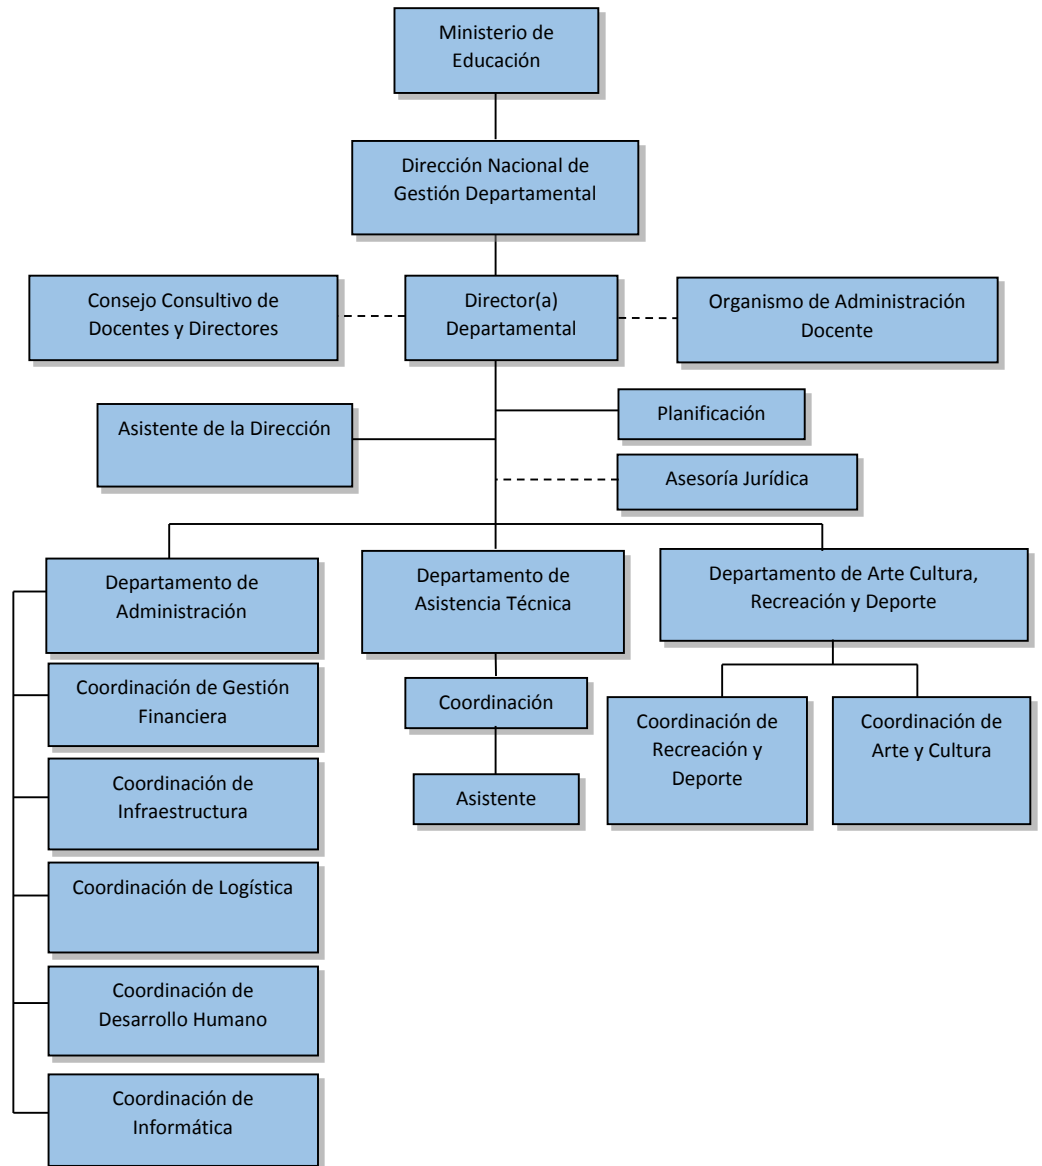 Ministerio de
Educación
Dirección Nacional de
Gestión Departamental
Consejo Consultivo de
Docentes y Directores
Director(a)
Departamental
Organismo de Administración
Docente
Asistente de la Dirección
Planificación
Asesoría Jurídica
Departamento de
Administración
Departamento de
Asistencia Técnica
Departamento de Arte Cultura,
Recreación y Deporte
Coordinación de Gestión
Financiera
Coordinación de
Infraestructura
Coordinación de Logística
Coordinación de
Desarrollo Humano
Coordinación de
Informática
Coordinación
Asistente
Coordinación de
Recreación y
Deporte
Coordinación de
Arte y Cultura